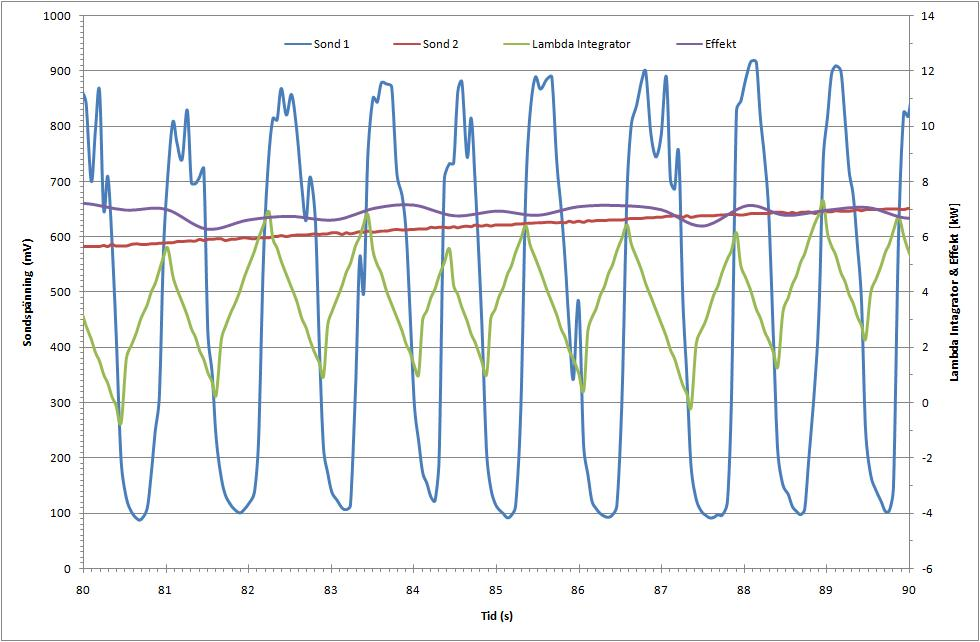 Sond 1 Sond 2 Lambda Integrator Effekt
1000 14
900 12
800 10
700 8
600 6
500 4
400 2
300 0
200 -2
100 -4
0 -6
Sondspänning (mV)
Lambda Intagrator & Effekt [kW]
80 81 82 83 84 85 86 87 88 89 90
Tid (s)